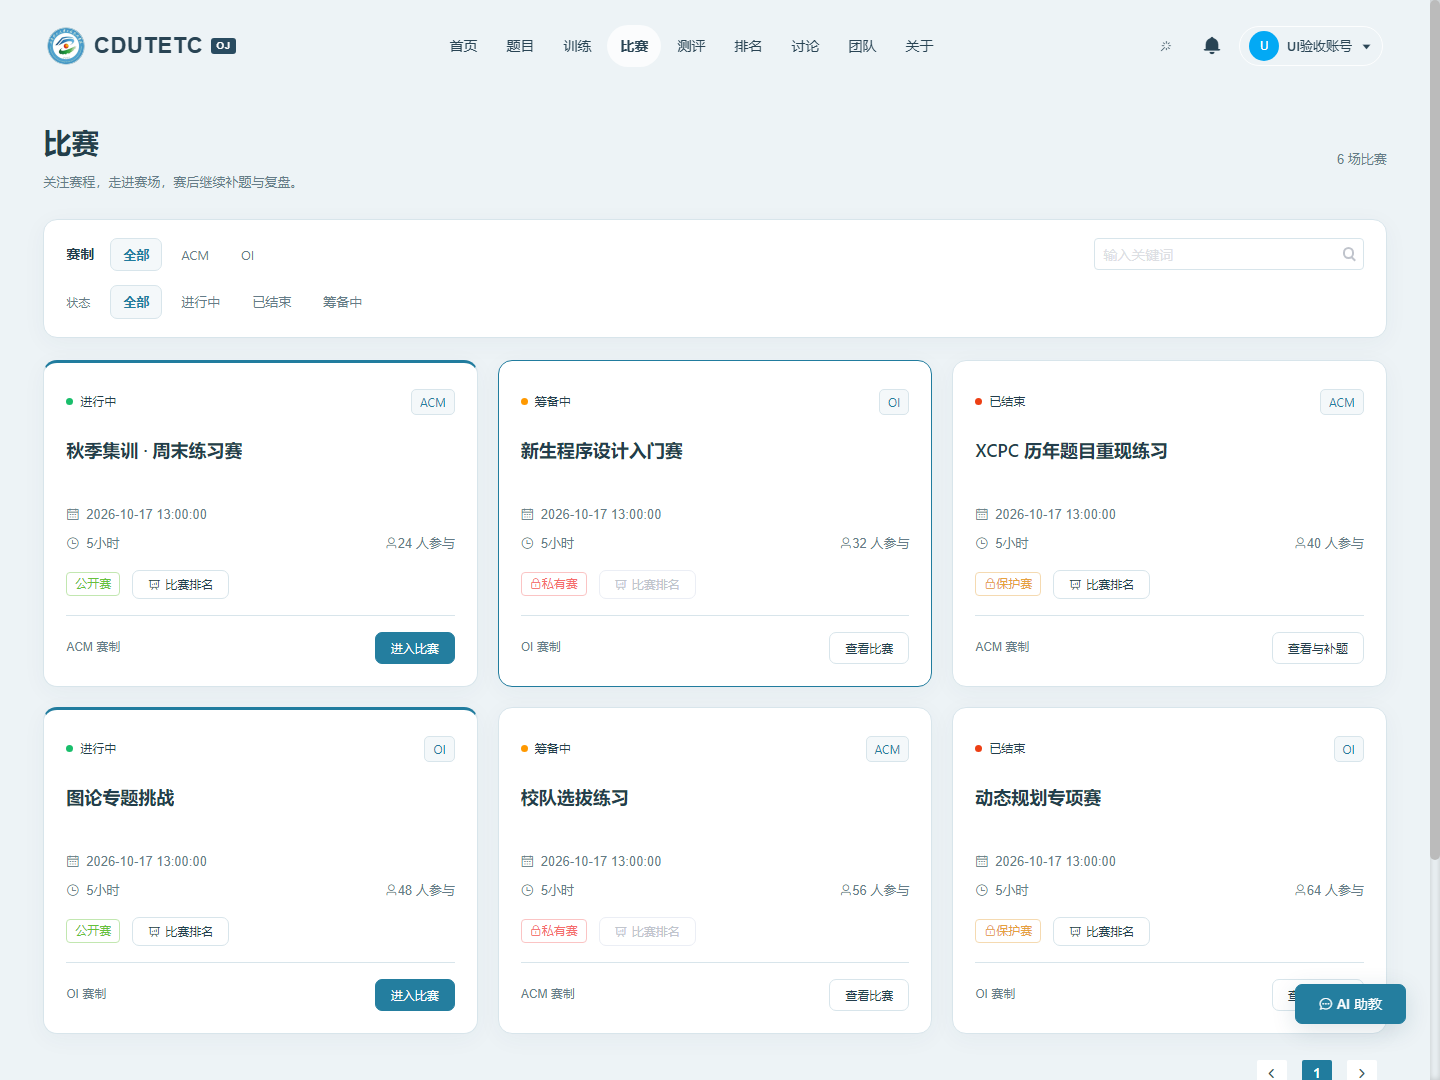 CDUTETC OJ
首页 题目 训练 比赛 测评 排名 讨论 团队 关于
U UI验收账号
比赛
6 场比赛
关注赛程，走进赛场，赛后继续补题与复盘。
赛制 全部 ACM OI
输入关键词
状态 全部 进行中 已结束 筹备中
进行中 ACM
秋季集训 · 周末练习赛
2026-10-17 13:00:00
5小时 24 人参与
公开赛 比赛排名
ACM 赛制 进入比赛
筹备中 OI
新生程序设计入门赛
2026-10-17 13:00:00
5小时 32 人参与
私有赛 比赛排名
OI 赛制 查看比赛
已结束 ACM
XCPC 历年题目重现练习
2026-10-17 13:00:00
5小时 40 人参与
保护赛 比赛排名
ACM 赛制 查看与补题
进行中 OI
图论专题挑战
2026-10-17 13:00:00
5小时 48 人参与
公开赛 比赛排名
OI 赛制 进入比赛
筹备中 ACM
校队选拔练习
2026-10-17 13:00:00
5小时 56 人参与
私有赛 比赛排名
ACM 赛制 查看比赛
已结束 OI
动态规划专项赛
2026-10-17 13:00:00
5小时 64 人参与
保护赛 比赛排名
OI 赛制
AI 助教
1